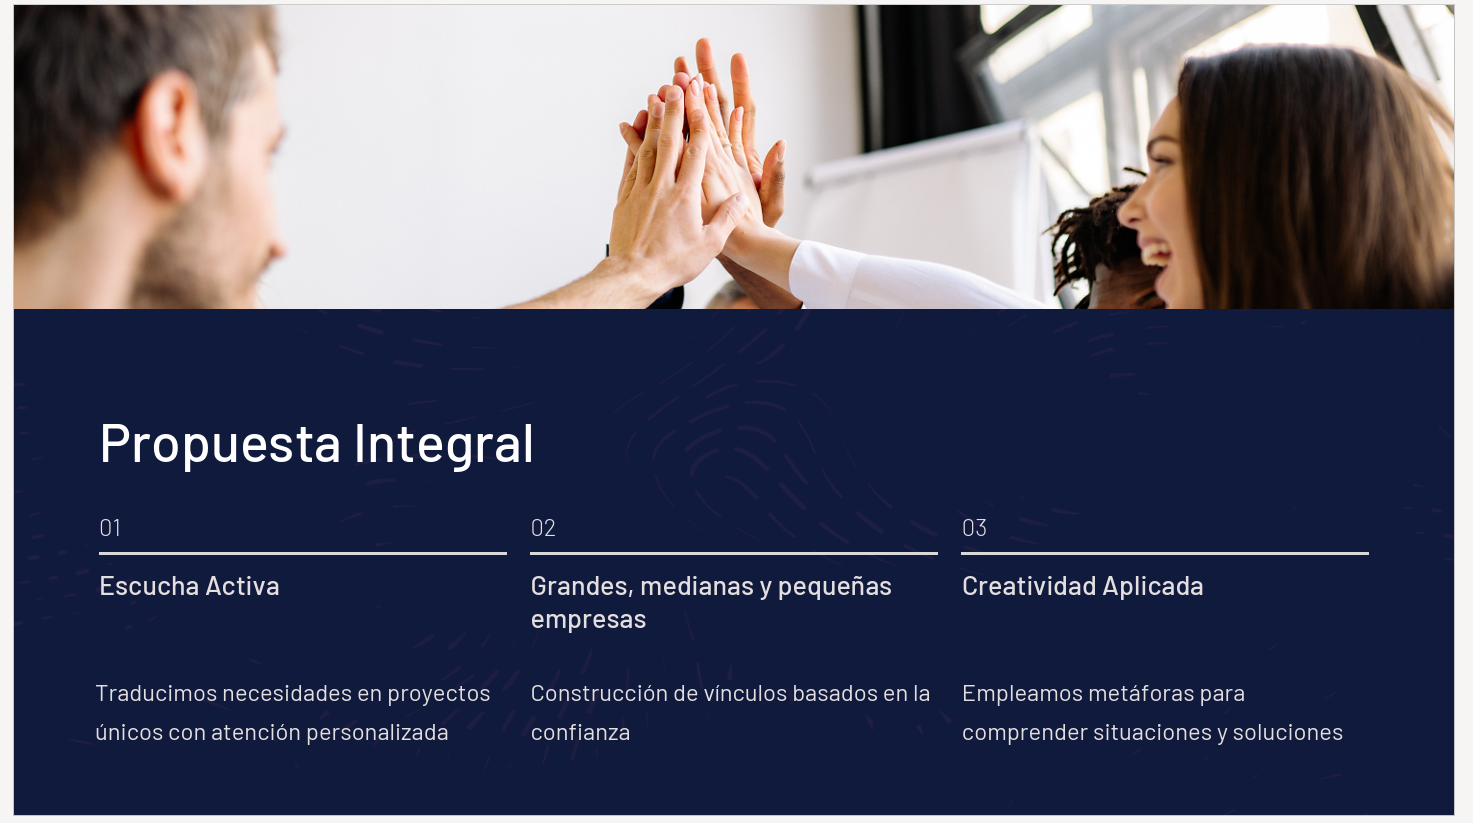 Propuesta Integral
01
Escucha Activa
Traducimos necesidades en proyectos
únicos con atención personalizada
02
Grandes, medianas y pequeñas
empresas
Construcción de vínculos basados en la
confianza
03
Creatividad Aplicada
Empleamos metáforas para
comprender situaciones y soluciones